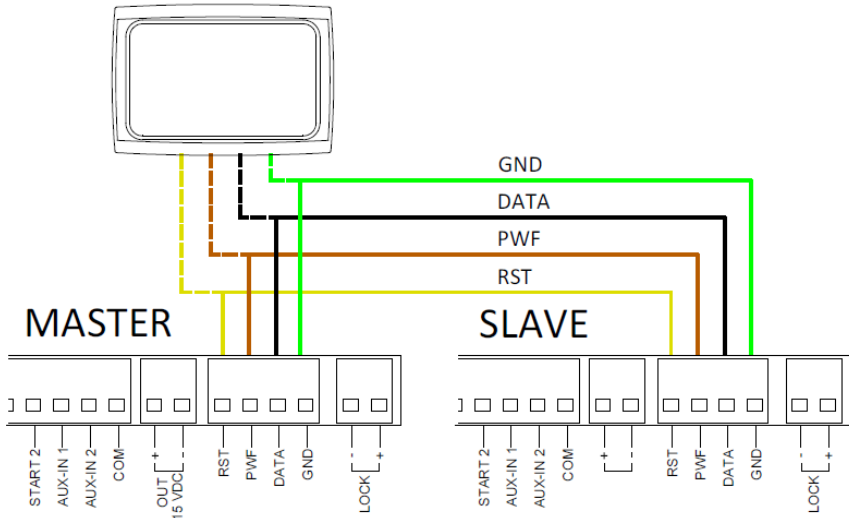 GND
DATA
PWF
RST
MASTER
SLAVE
START 2
AUX-IN 1
AUX-IN 2
COM
+
-
OUT
15 VDC
RST
PWF
DATA
GND
-
+
LOCK
START 2
AUX-IN 1
AUX-IN 2
COM
+
-
RST
PWF
DATA
GND
-
+
LOCK